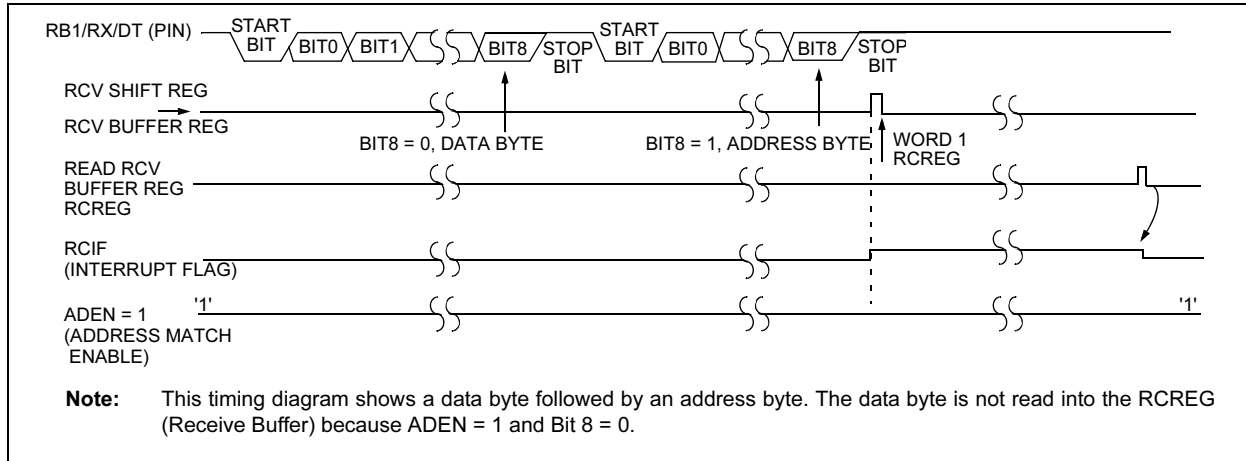 RB1/RX/DT (PIN)
START
BIT
BIT0
BIT1
BIT8
STOP
BIT
START
BIT
BIT0
BIT8
STOP
BIT
RCV SHIFT REG
RCV BUFFER REG
BIT8 = 0, DATA BYTE
BIT8 = 1, ADDRESS BYTE
WORD 1
RCREG
READ RCV
BUFFER REG
RCREG
RCIF
(INTERRUPT FLAG)
ADEN = 1
(ADDRESS MATCH
ENABLE)
'1'
'1'
Note: This timing diagram shows a data byte followed by an address byte. The data byte is not read into the RCREG
(Receive Buffer) because ADEN = 1 and Bit 8 = 0.